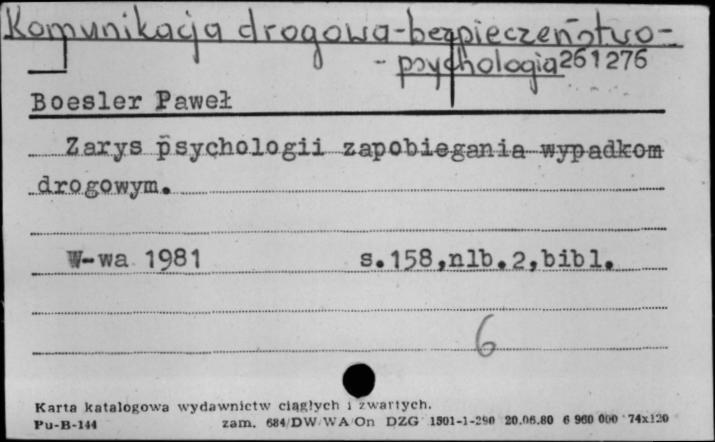 Komunikacja drogowa-bezpieczeństwo-
- psychologia 261276
Boesler Paweł
Zarys psychologii zapobiegania wypadkom
drogowym.
W-wa 1981 s.158,nlb.2,bibl.
6
Karta katalogowa wydawnictw ciągłych i zwartych.
Pu-B-144 zam. 684/DW/WA/On DZG 1501-1-290 20.06.80 6 960 000 74x120